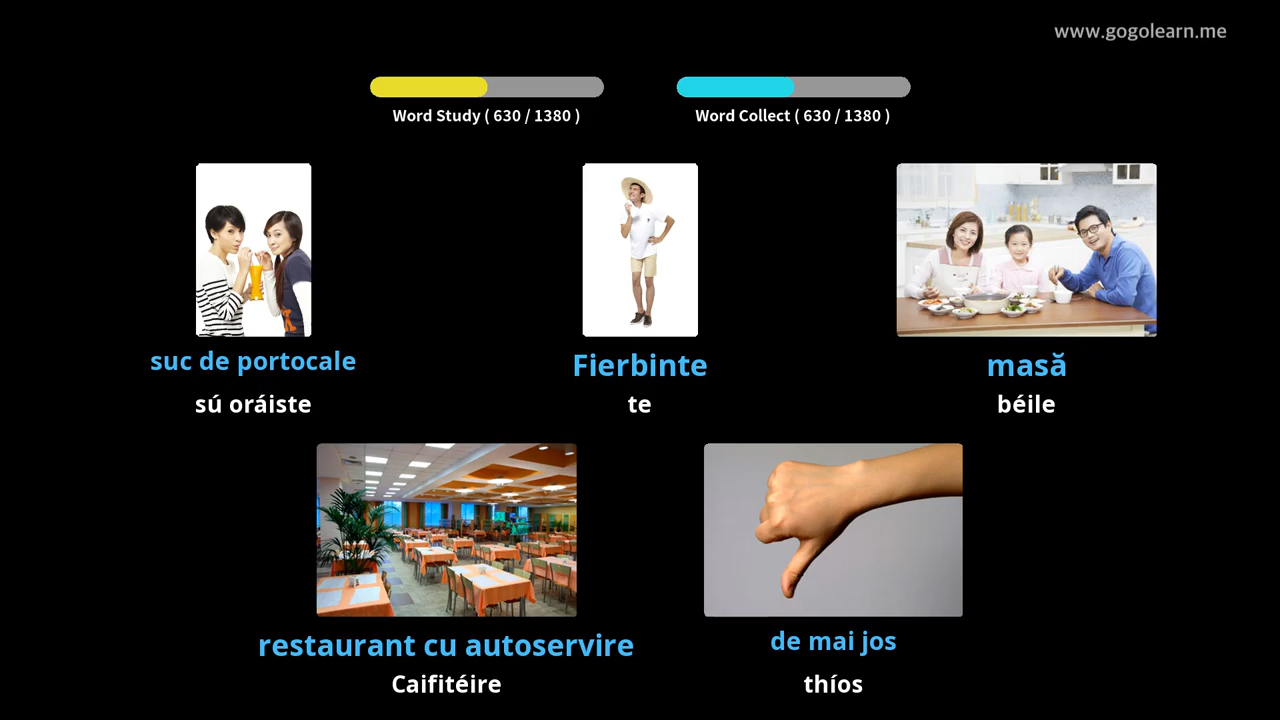 www.gogolearn.me
Word Study ( 630 / 1380 )
Word Collect ( 630 / 1380 )
suc de portocale
sú oráiste
Fierbinte
te
masă
béile
restaurant cu autoservire
Caifitéire
de mai jos
thíos